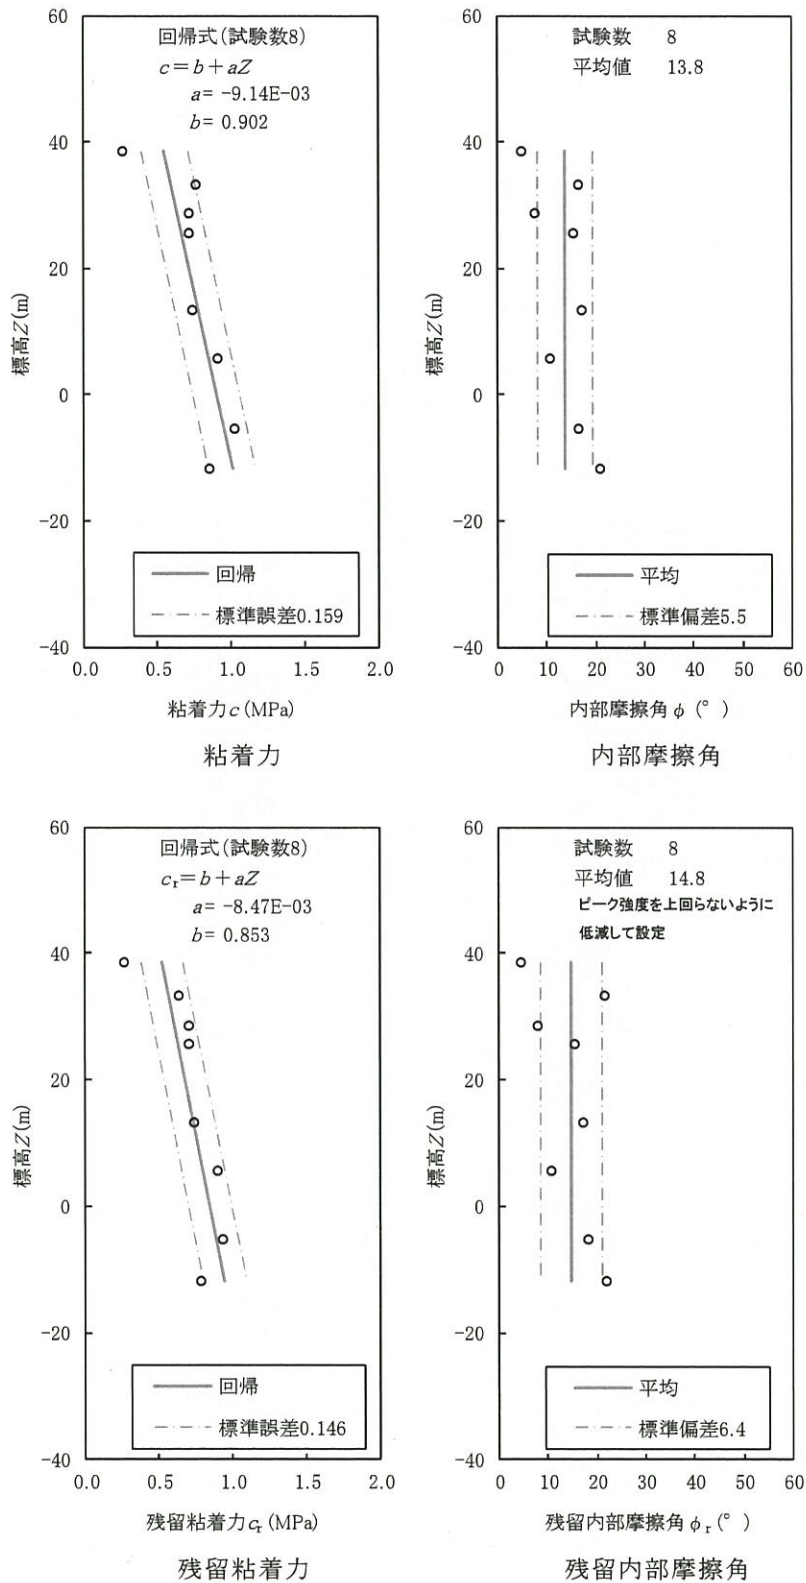 60
40
20
0
-20
-40
標高Z(m)
回帰式(試験数8)
c=b+aZ
a= -9.14E-03
b= 0.902
回帰
標準誤差0.159
0.0 0.5 1.0 1.5 2.0
粘着力c(MPa)
粘着力
60
40
20
0
-20
-40
標高Z(m)
試験数 8
平均値 13.8
平均
標準偏差5.5
0 10 20 30 40 50 60
内部摩擦角φ(°)
内部摩擦角
60
40
20
0
-20
-40
標高Z(m)
回帰式(試験数8)
cr=b+aZ
a= -8.47E-03
b= 0.853
回帰
標準誤差0.146
0.0 0.5 1.0 1.5 2.0
残留粘着力cr(MPa)
残留粘着力
60
40
20
0
-20
-40
標高Z(m)
試験数 8
平均値 14.8
ピーク強度を上回らないように
低減して設定
平均
標準偏差6.4
0 10 20 30 40 50 60
残留内部摩擦角φr(°)
残留内部摩擦角